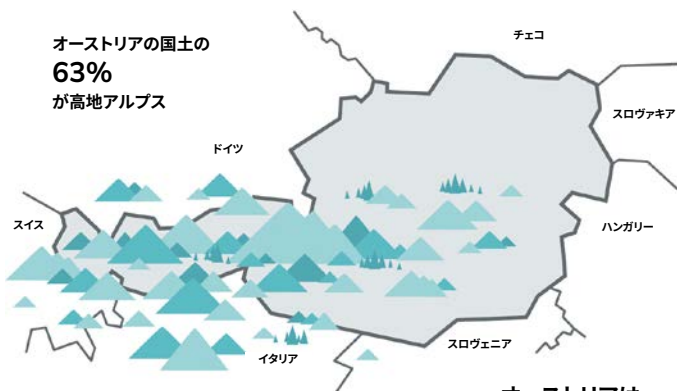 オーストリアの国土の
63%
が高地アルプス
チェコ
スロヴァキア
ドイツ
スイス
ハンガリー
スロヴェニア
イタリア